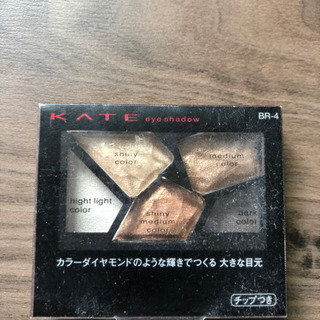 KATE eyeshadow BR-4
shiny
color
medium
color
hight light
color
shiny
medium
color
dark
color
カラーダイヤモンドのような輝きでつくる 大きな目元
チップつき